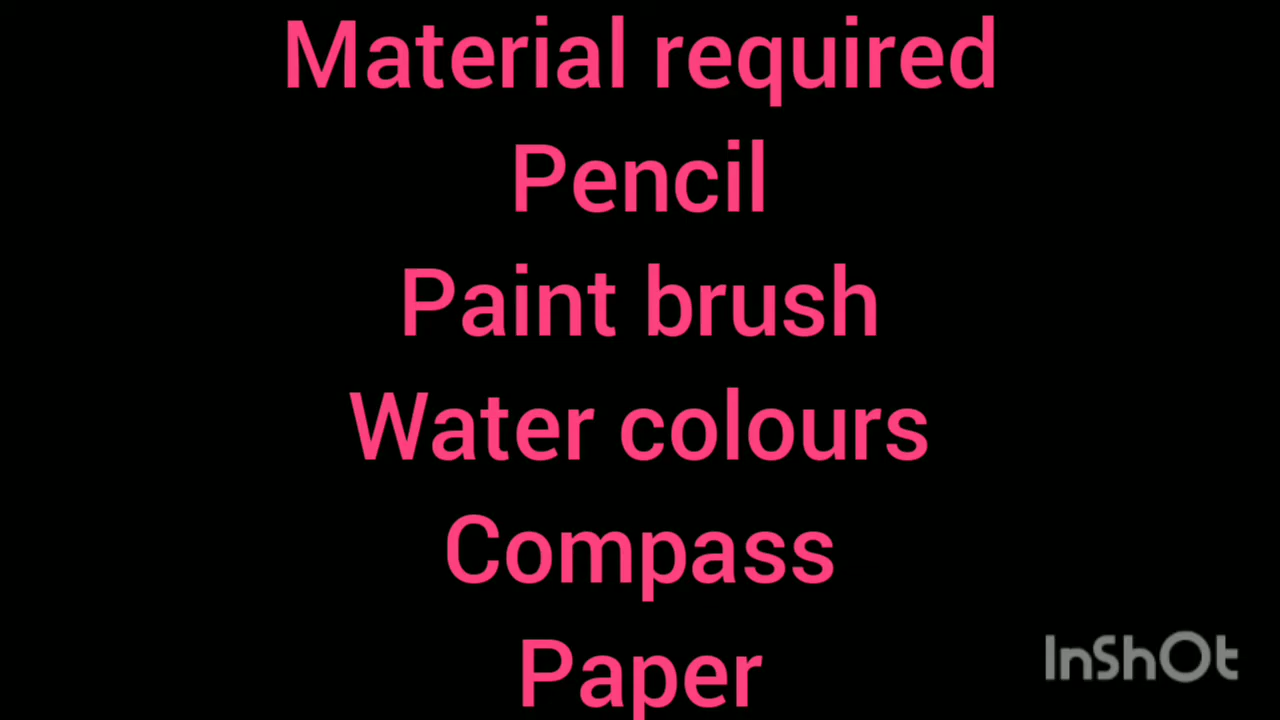 Material required
Pencil
Paint brush
Water colours
Compass
Paper
InShOt